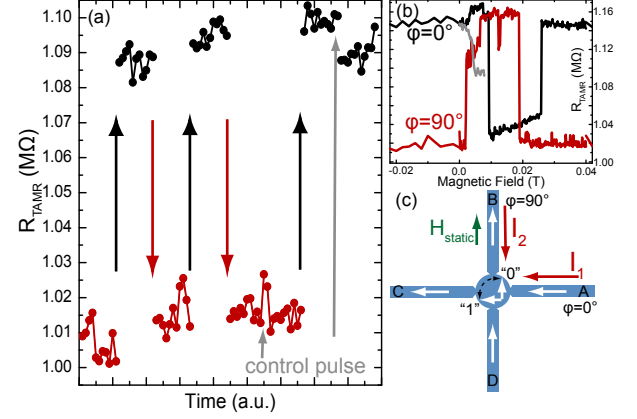 (a)
1.10
1.09
1.08
1.07
1.06
1.05
1.04
1.03
1.02
1.01
1.00
R_TAMR (MΩ)
control pulse
Time (a.u.)
(b)
φ=0°
φ=90°
1.16
1.12
1.08
1.04
1.00
R_TAMR (MΩ)
-0.02
0.00
0.02
0.04
Magnetic Field (T)
(c)
B
φ=90°
H_static
I_2
"0"
I_1
C
A
"1"
φ=0°
D